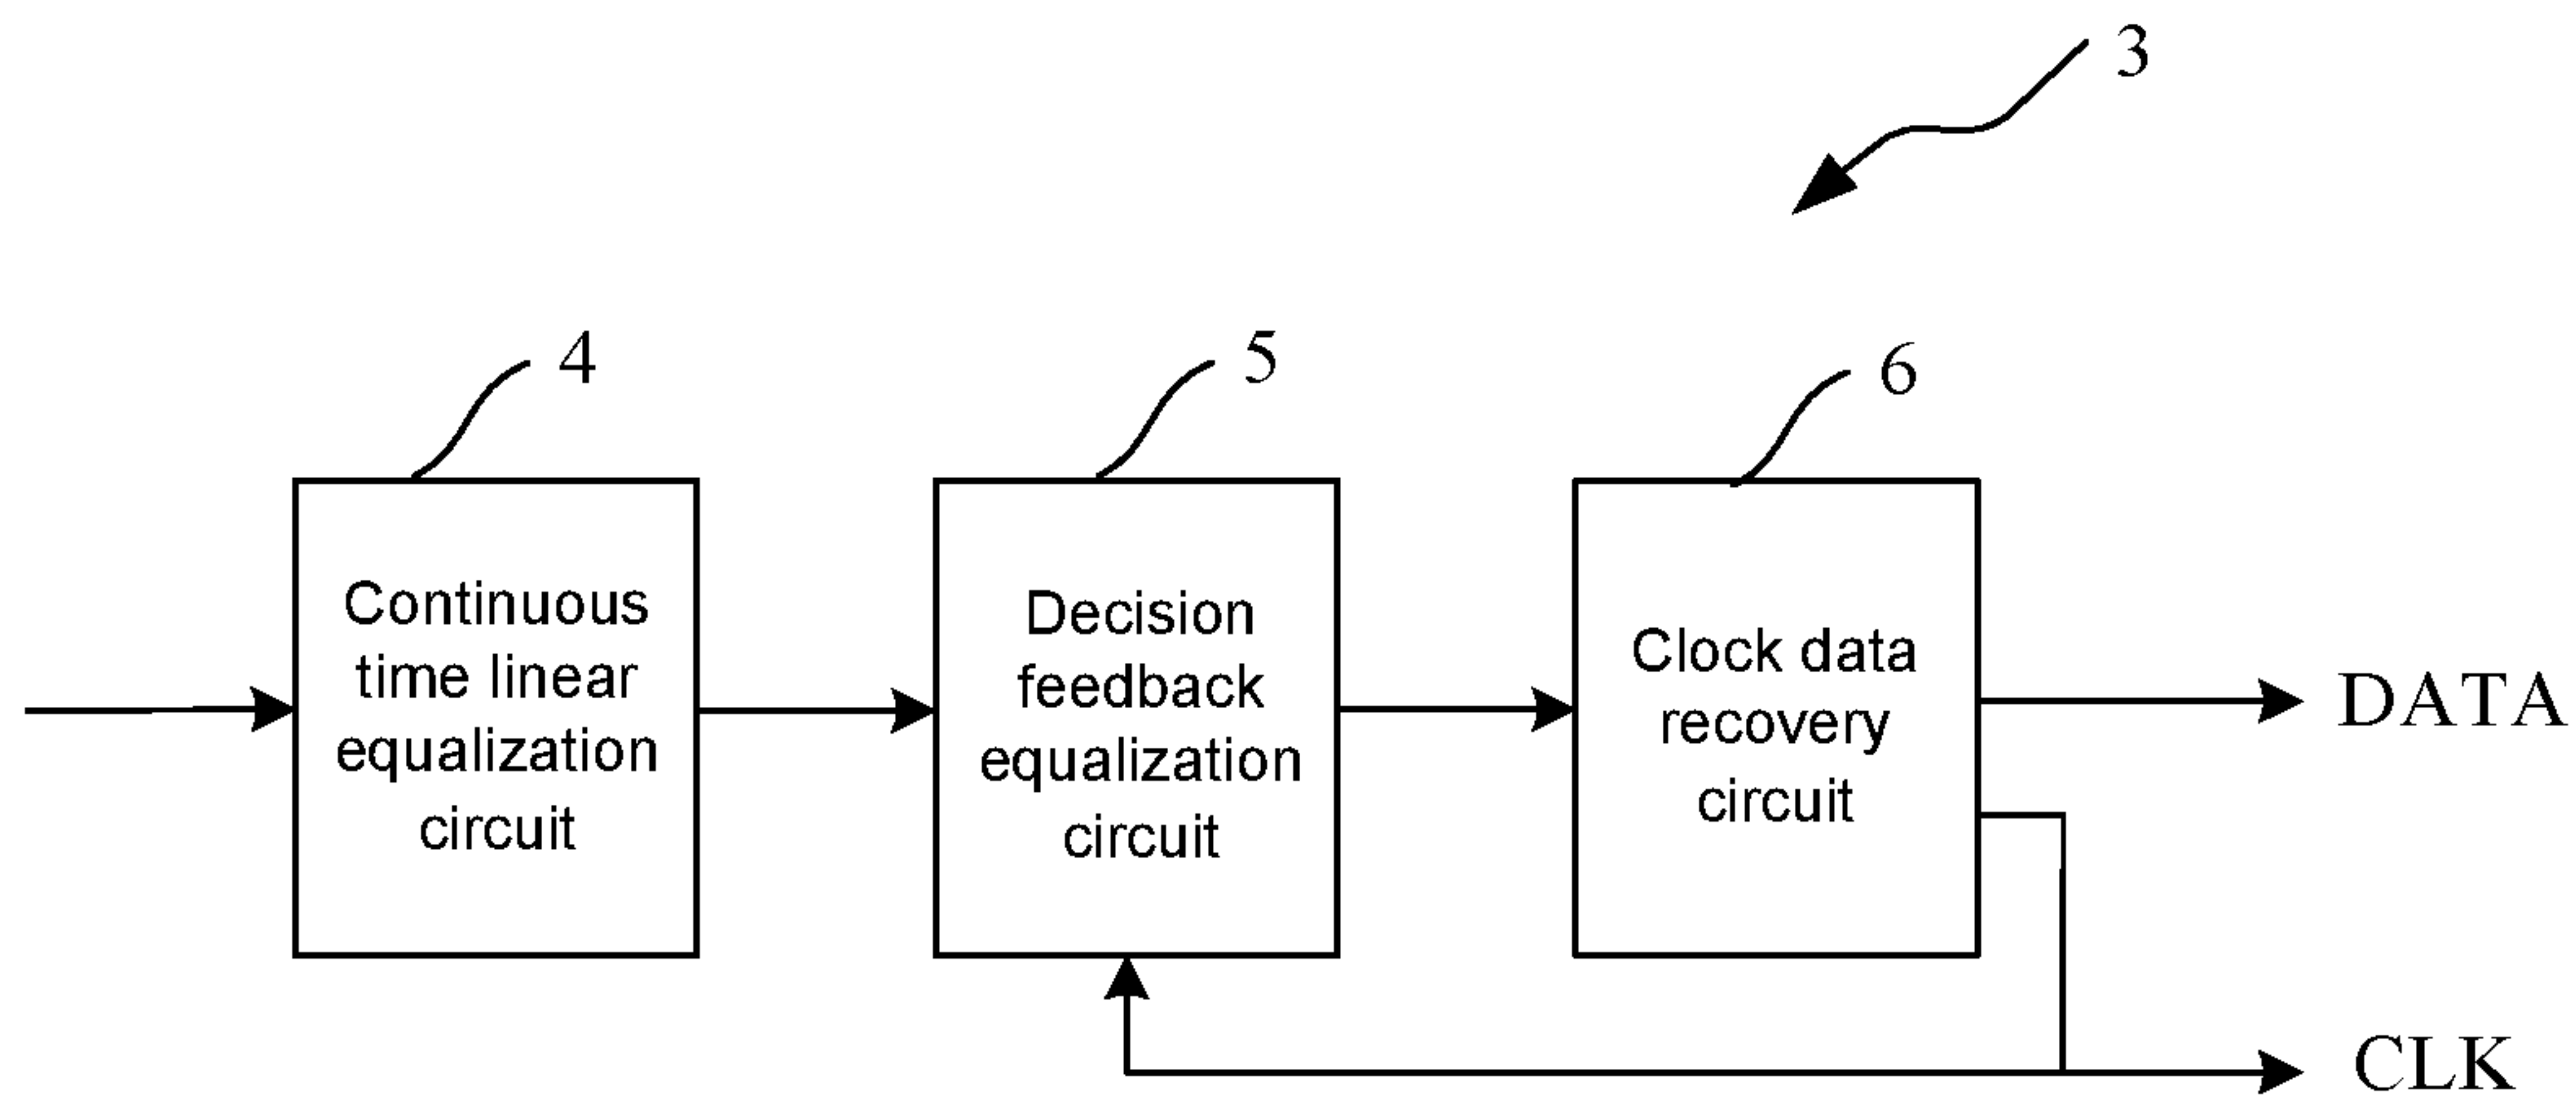 3
4
5
6
Continuous
time linear
equalization
circuit
Decision
feedback
equalization
circuit
Clock data
recovery
circuit
DATA
CLK